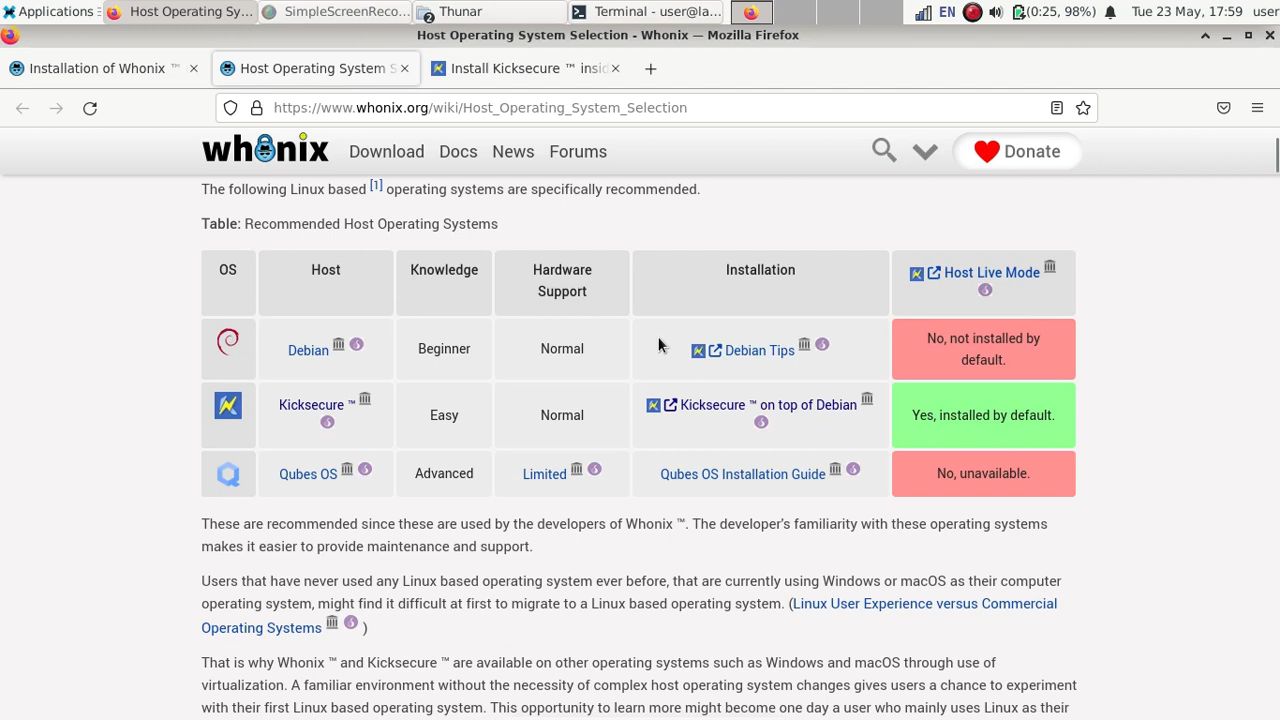 Applications
Host Operating Sy...
SimpleScreenReco...
2
Thunar
Terminal - user@la...
EN
(0:25, 98%)
Tue 23 May, 17:59
user
Host Operating System Selection - Whonix — Mozilla Firefox
Installation of Whonix ™
Host Operating System S
Install Kicksecure ™ insid
https://www.whonix.org/wiki/Host_Operating_System_Selection
whonix
Download
Docs
News
Forums
Donate
The following Linux based [1] operating systems are specifically recommended.
Table: Recommended Host Operating Systems
OS
Host
Knowledge
Hardware
Support
Installation
Host Live Mode
Debian
Beginner
Normal
Debian Tips
No, not installed by
default.
Kicksecure ™
Easy
Normal
Kicksecure ™ on top of Debian
Yes, installed by default.
Qubes OS
Advanced
Limited
Qubes OS Installation Guide
No, unavailable.
These are recommended since these are used by the developers of Whonix ™. The developer's familiarity with these operating systems
makes it easier to provide maintenance and support.
Users that have never used any Linux based operating system ever before, that are currently using Windows or macOS as their computer
operating system, might find it difficult at first to migrate to a Linux based operating system. (Linux User Experience versus Commercial
Operating Systems )
That is why Whonix ™ and Kicksecure ™ are available on other operating systems such as Windows and macOS through use of
virtualization. A familiar environment without the necessity of complex host operating system changes gives users a chance to experiment
with their first Linux based operating system. This opportunity to learn more might become one day a user who mainly uses Linux as their